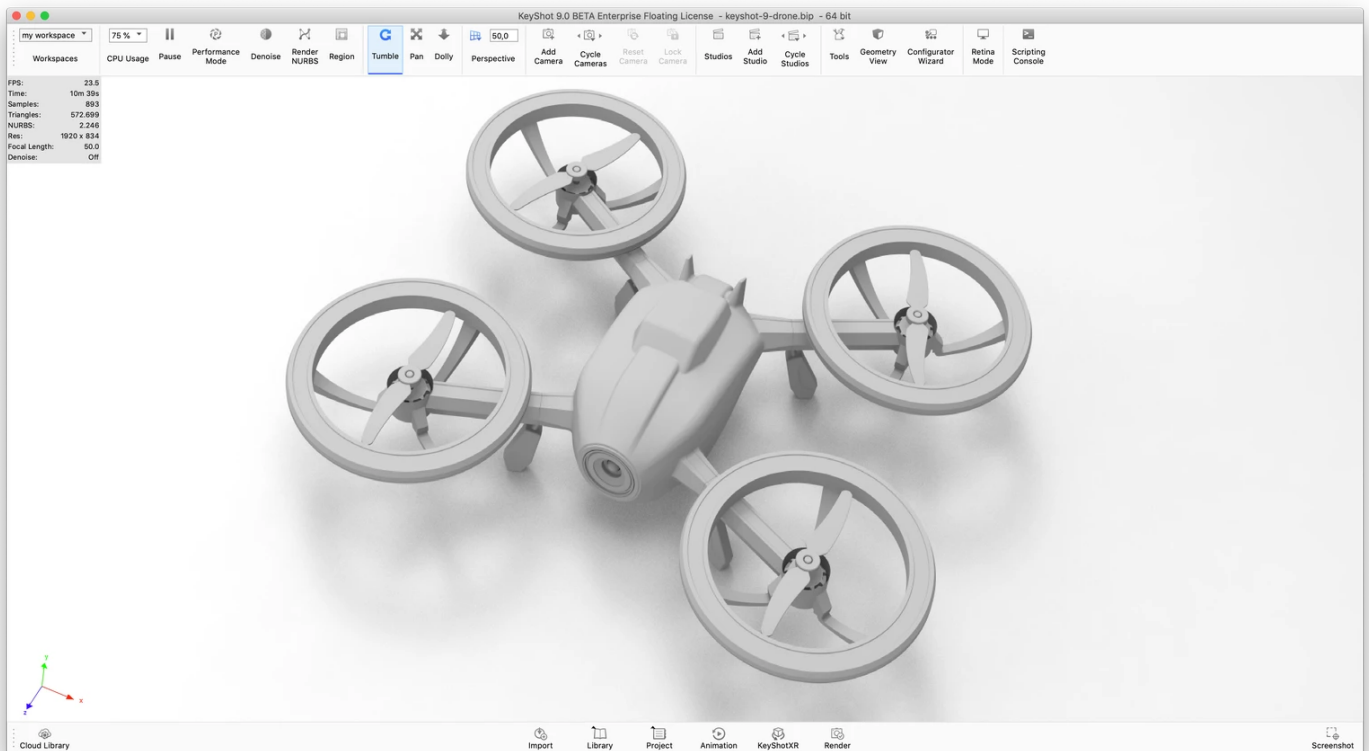 KeyShot 9.0 BETA Enterprise Floating License - keyshot-9-drone.bip - 64 bit
my workspace
Workspaces
75 %
CPU Usage
Pause
Performance
Mode
Denoise
Render
NURBS
Region
Tumble
Pan
Dolly
50,0
Perspective
Add
Camera
Cycle
Cameras
Reset
Camera
Lock
Camera
Studios
Add
Studio
Cycle
Studios
Tools
Geometry
View
Configurator
Wizard
Retina
Mode
Scripting
Console
FPS: 23.5
Time: 10m 39s
Samples: 893
Triangles: 572.699
NURBS: 2.246
Res: 1920 x 834
Focal Length: 50.0
Denoise: Off
y
x
z
Cloud Library
Import
Library
Project
Animation
KeyShotXR
Render
Screenshot